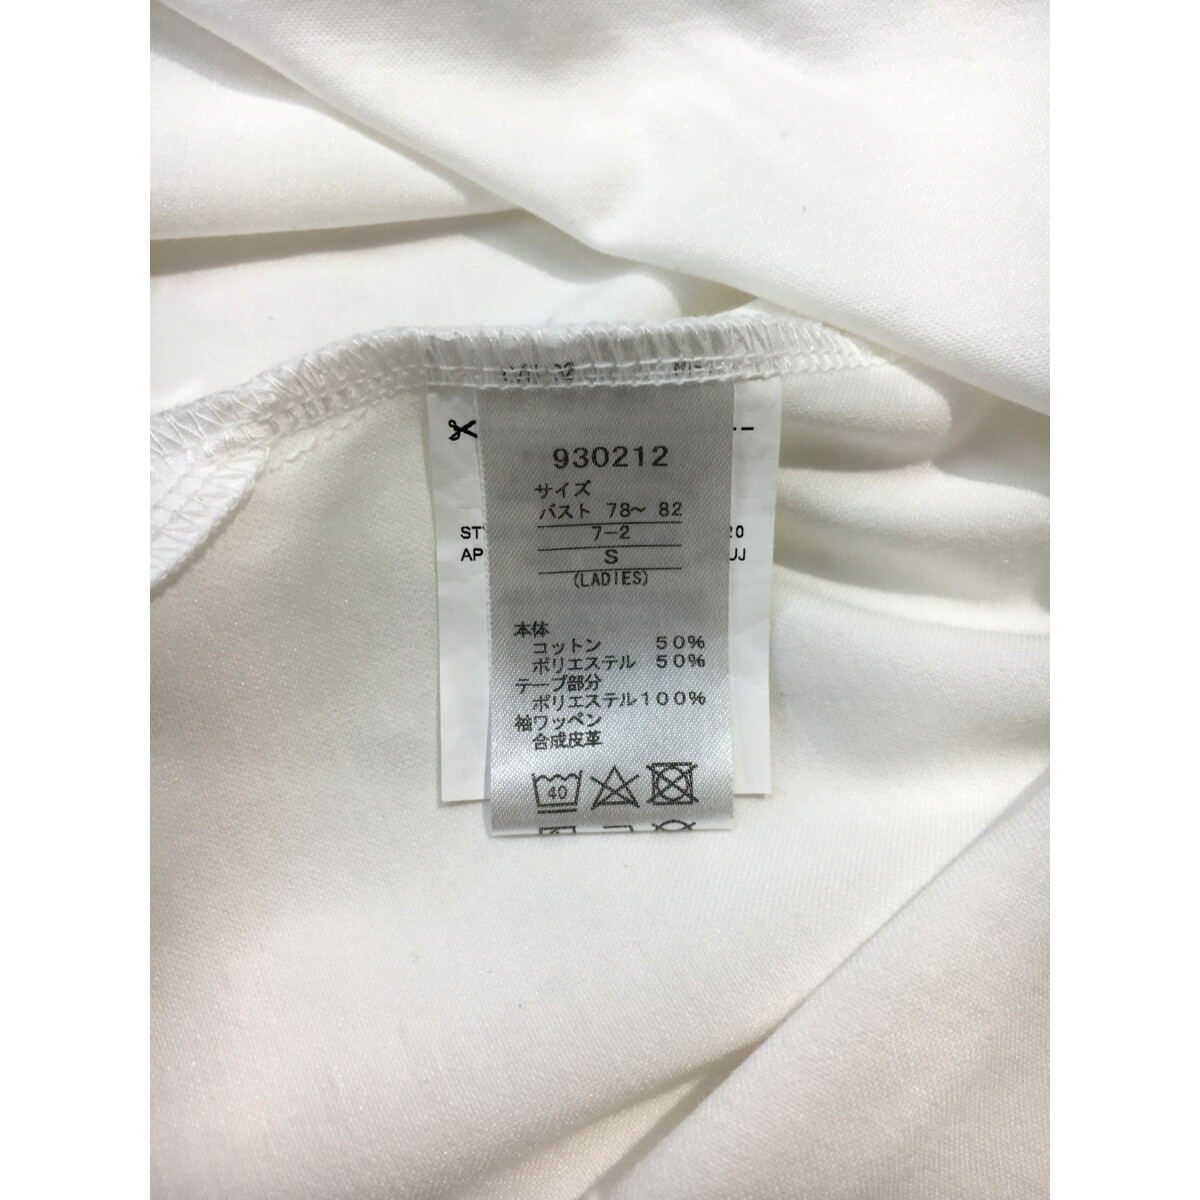 930212
サイズ
バスト 78〜 82
7-2
S
(LADIES)
本体
コットン 50%
ポリエステル 50%
テープ部分
ポリエステル100%
袖ワッペン
合成皮革
40